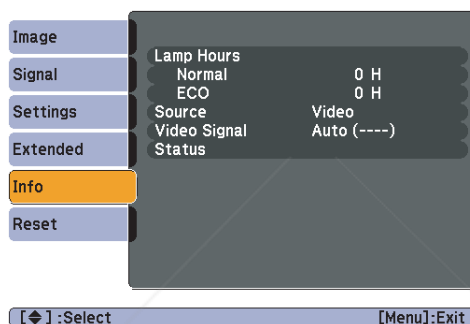 Image
Signal
Settings
Extended
Info
Reset
Lamp Hours
Normal 0 H
ECO 0 H
Source Video
Video Signal Auto (----)
Status
[◆] :Select [Menu]:Exit